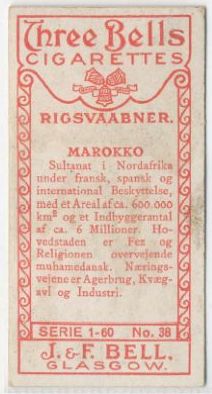 Three Bells
CIGARETTES
RIGSVAABNER.
MAROKKO
Sultanat i Nordafrika
under fransk, spansk og
international Beskyttelse,
med et Areal af ca. 600.000
km² og et Indbyggerantal
af ca. 6 Millioner. Ho-
vedstaden er Fez og
Religionen overvejende
muhamedansk. Nærings-
vejene er Agerbrug, Kvæg-
avl og Industri.
SERIE 1-60 No. 38
J. & F. BELL.
GLASGOW.